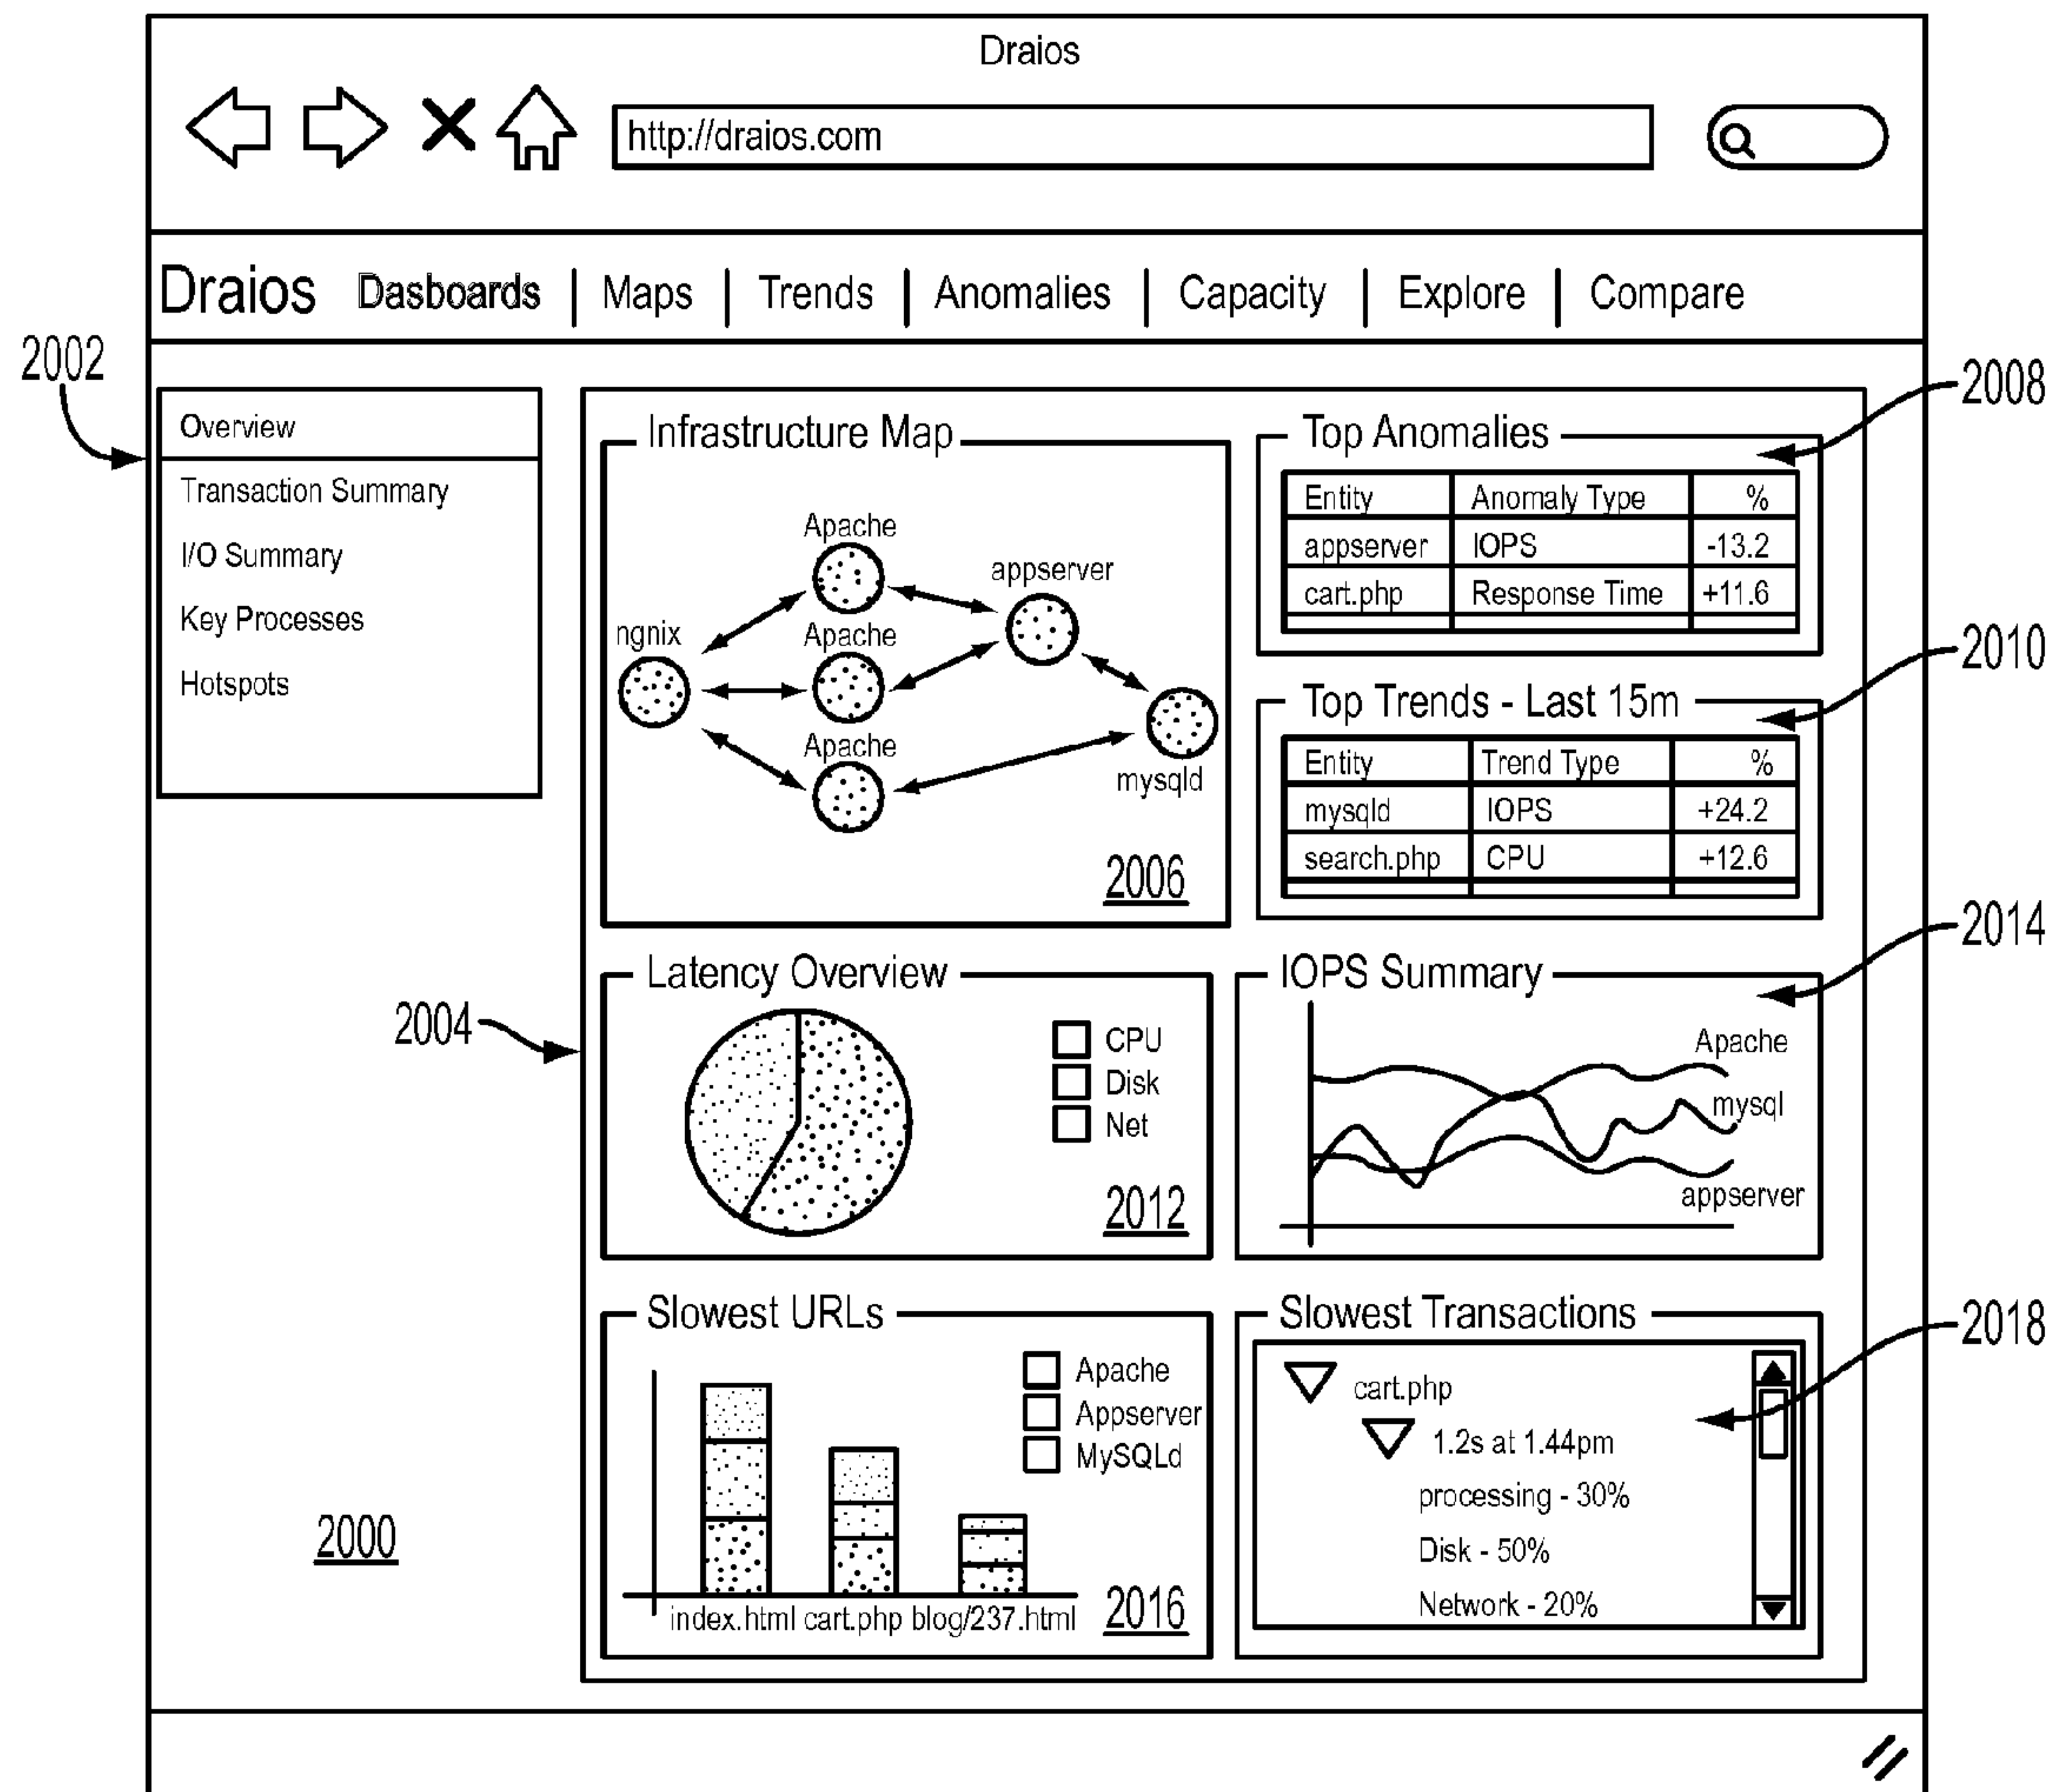 Draios
http://draios.com
Draios Dasboards | Maps | Trends | Anomalies | Capacity | Explore | Compare
2002
Overview
Transaction Summary
I/O Summary
Key Processes
Hotspots
2004
2000
Infrastructure Map
Apache
appserver
ngnix
Apache
Apache
mysqld
2006
Top Anomalies
2008
Entity Anomaly Type %
appserver IOPS -13.2
cart.php Response Time +11.6
2010
Top Trends - Last 15m
Entity Trend Type %
mysqld IOPS +24.2
search.php CPU +12.6
Latency Overview
CPU
Disk
Net
2012
2014
IOPS Summary
Apache
mysql
appserver
Slowest URLs
Apache
Appserver
MySQLd
index.html cart.php blog/237.html
2016
Slowest Transactions
2018
cart.php
1.2s at 1.44pm
processing - 30%
Disk - 50%
Network - 20%